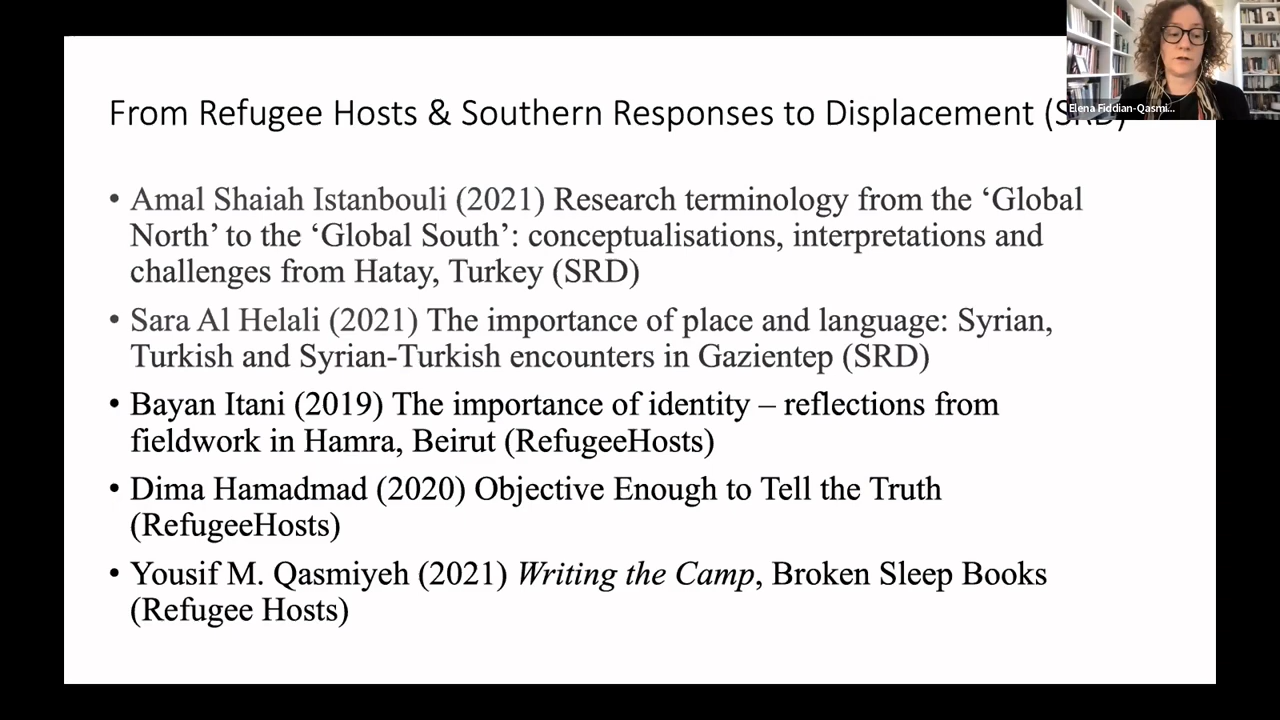 Elena Fiddian-Qasmi...
From Refugee Hosts & Southern Responses to Displacement (SRD)
• Amal Shaiah Istanbouli (2021) Research terminology from the ‘Global
North’ to the ‘Global South’: conceptualisations, interpretations and
challenges from Hatay, Turkey (SRD)
• Sara Al Helali (2021) The importance of place and language: Syrian,
Turkish and Syrian-Turkish encounters in Gazientep (SRD)
• Bayan Itani (2019) The importance of identity – reflections from
fieldwork in Hamra, Beirut (RefugeeHosts)
• Dima Hamadmad (2020) Objective Enough to Tell the Truth
(RefugeeHosts)
• Yousif M. Qasmiyeh (2021) Writing the Camp, Broken Sleep Books
(Refugee Hosts)